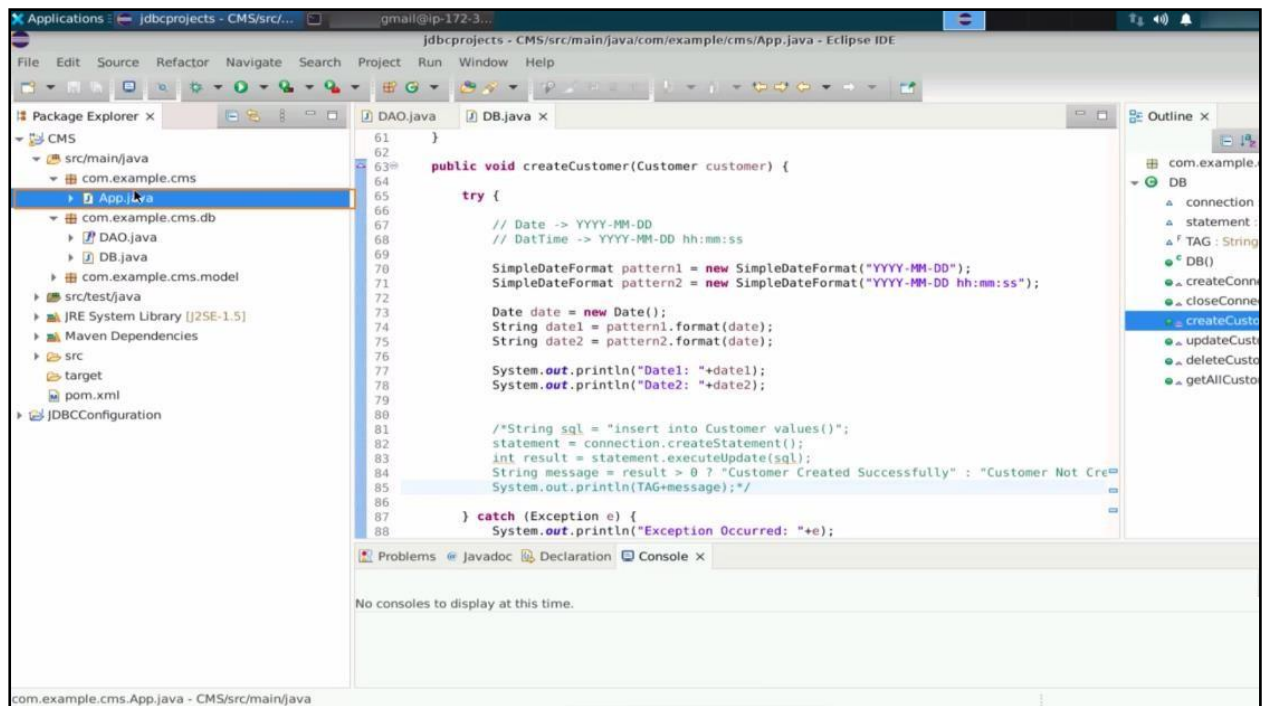 Applications jdbcprojects - CMS/src/... gmail@ip-172-3...
jdbcprojects - CMS/src/main/java/com/example/cms/App.java - Eclipse IDE
File Edit Source Refactor Navigate Search Project Run Window Help
Package Explorer
CMS
src/main/java
com.example.cms
App.java
com.example.cms.db
DAO.java
DB.java
com.example.cms.model
src/test/java
JRE System Library [J2SE-1.5]
Maven Dependencies
src
target
pom.xml
JDBCConfiguration
DAO.java DB.java
61 }
62
63 public void createCustomer(Customer customer) {
64
65 try {
66
67 // Date -> YYYY-MM-DD
68 // DatTime -> YYYY-MM-DD hh:mm:ss
69
70 SimpleDateFormat pattern1 = new SimpleDateFormat("YYYY-MM-DD");
71 SimpleDateFormat pattern2 = new SimpleDateFormat("YYYY-MM-DD hh:mm:ss");
72
73 Date date = new Date();
74 String date1 = pattern1.format(date);
75 String date2 = pattern2.format(date);
76
77 System.out.println("Date1: "+date1);
78 System.out.println("Date2: "+date2);
79
80
81 /*String sql = "insert into Customer values()";
82 statement = connection.createStatement();
83 int result = statement.executeUpdate(sql);
84 String message = result > 0 ? "Customer Created Successfully" : "Customer Not Cre
85 System.out.println(TAG+message);*/
86
87 } catch (Exception e) {
88 System.out.println("Exception Occurred: "+e);
Outline
com.example.
DB
connection
statement :
TAG : String
DB()
createConn
closeConne
createCusto
updateCust
deleteCusto
getAllCusto
Problems Javadoc Declaration Console
No consoles to display at this time.
com.example.cms.App.java - CMS/src/main/java